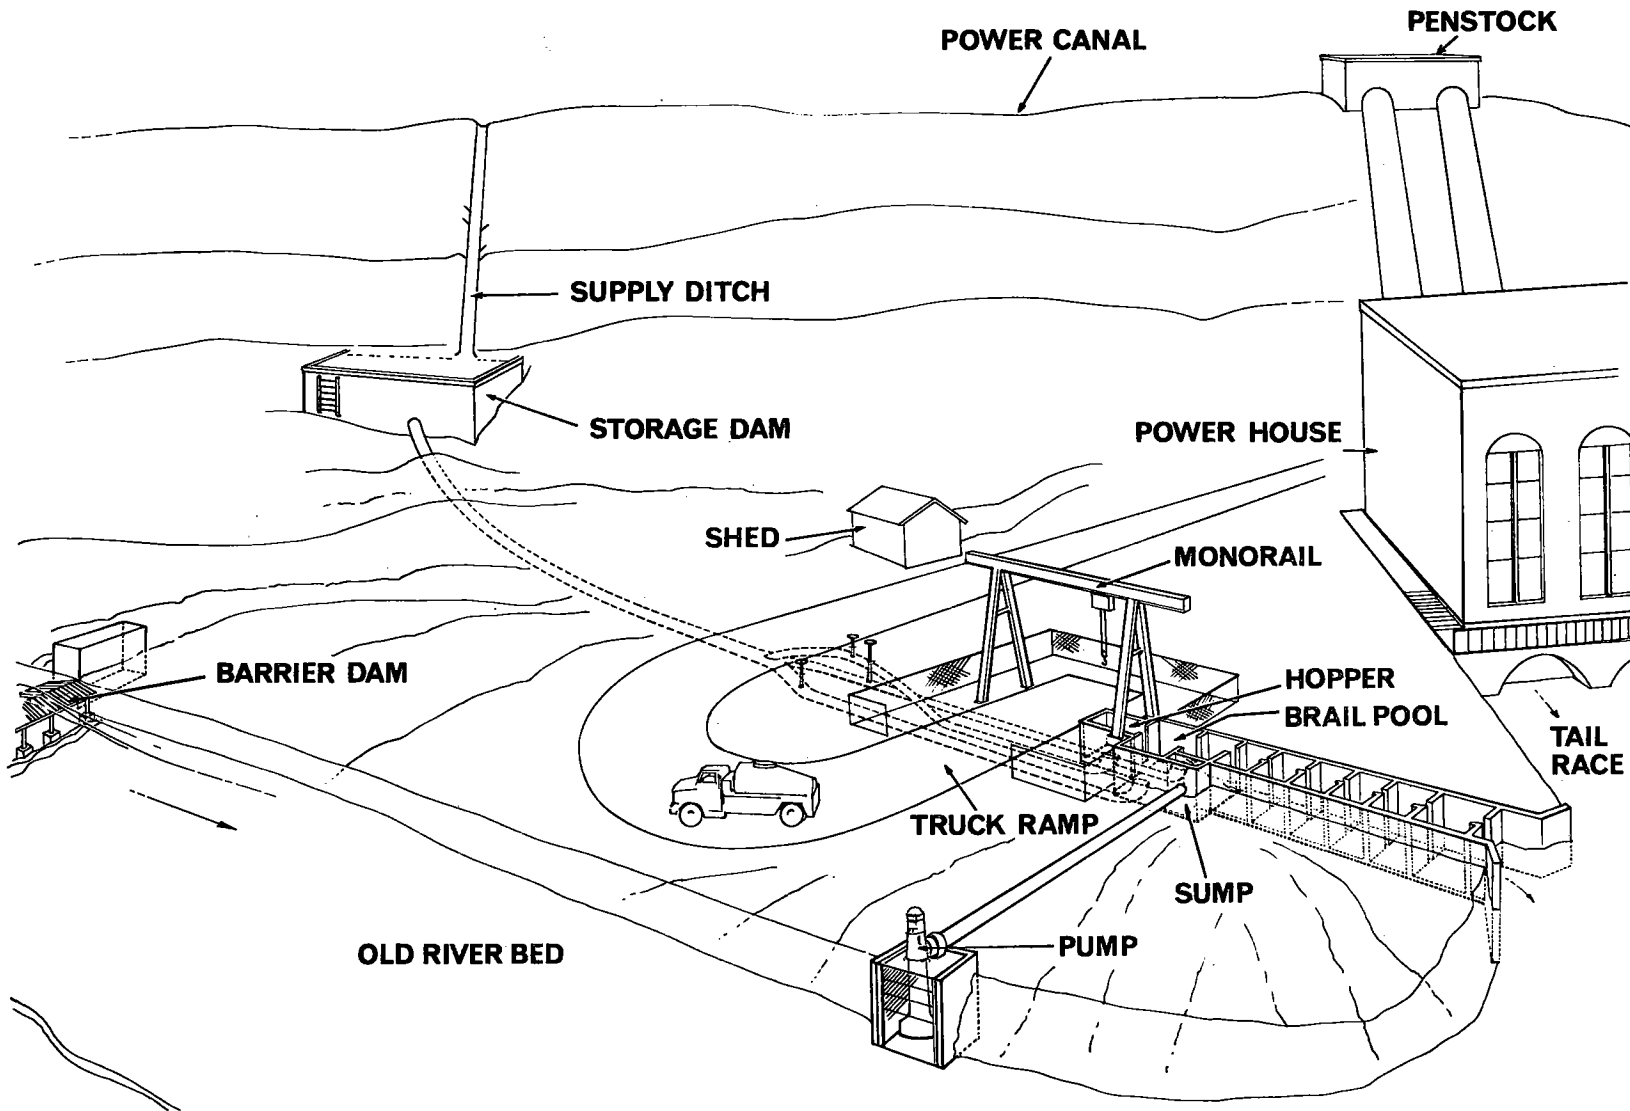 PENSTOCK
POWER CANAL
SUPPLY DITCH
STORAGE DAM
POWER HOUSE
SHED
MONORAIL
BARRIER DAM
HOPPER
BRAIL POOL
TAIL
RACE
TRUCK RAMP
SUMP
PUMP
OLD RIVER BED